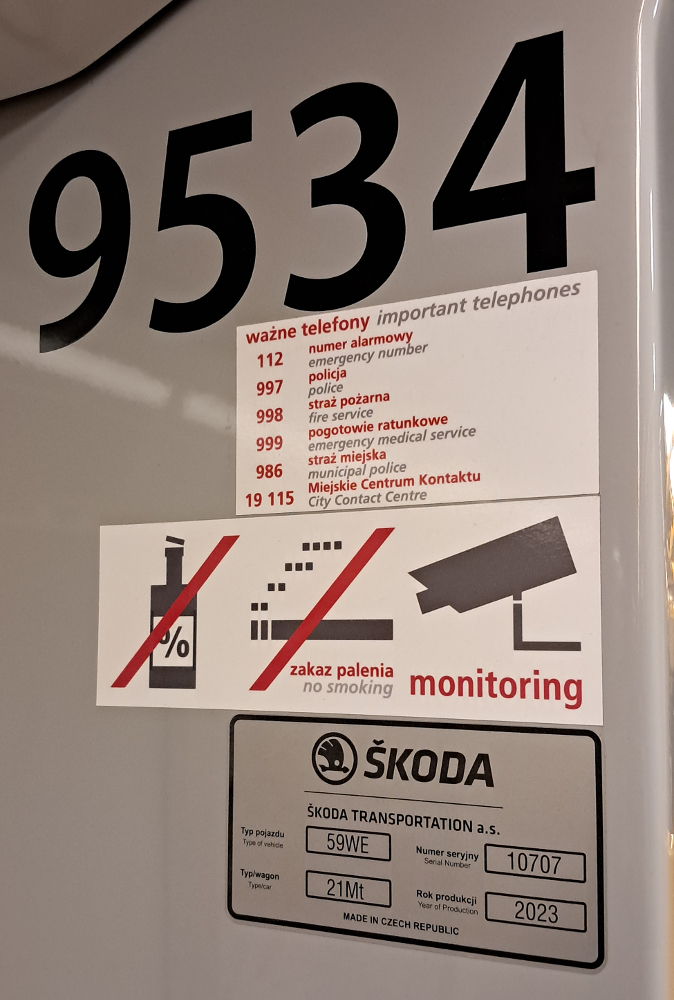 9534
ważne telefony important telephones
112 numer alarmowy
emergency number
997 policja
police
998 straż pożarna
fire service
999 pogotowie ratunkowe
emergency medical service
986 straż miejska
municipal police
19 115 Miejskie Centrum Kontaktu
City Contact Centre
%
zakaz palenia
no smoking
monitoring
ŠKODA
ŠKODA TRANSPORTATION a.s.
Typ pojazdu 59WE
Type of vehicle
Numer seryjny 10707
Serial Number
Typ/wagon 21Mt
Type/car
Rok produkcji 2023
Year of Production
MADE IN CZECH REPUBLIC